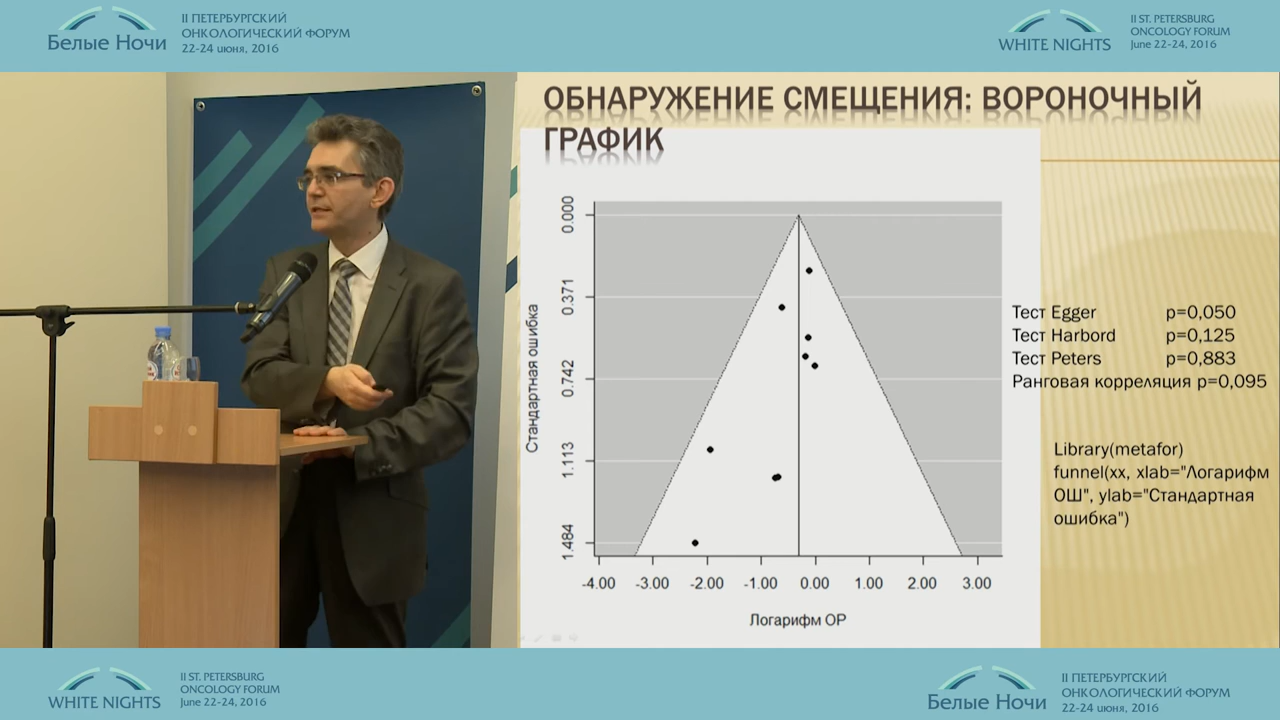 Белые Ночи
II ПЕТЕРБУРГСКИЙ
ОНКОЛОГИЧЕСКИЙ ФОРУМ
22-24 июня, 2016
WHITE NIGHTS
II ST. PETERSBURG
ONCOLOGY FORUM
June 22-24, 2016
ОБНАРУЖЕНИЕ СМЕЩЕНИЯ: ВОРОНОЧНЫЙ
ГРАФИК
Стандартная ошибка
0.000
0.371
0.742
1.113
1.484
-4.00 -3.00 -2.00 -1.00 0.00 1.00 2.00 3.00
Логарифм ОР
Тест Egger p=0,050
Тест Harbord p=0,125
Тест Peters p=0,883
Ранговая корреляция p=0,095
Library(metafor)
funnel(xx, xlab="Логарифм
ОШ", ylab="Стандартная
ошибка")
WHITE NIGHTS
II ST. PETERSBURG
ONCOLOGY FORUM
June 22-24, 2016
Белые Ночи
II ПЕТЕРБУРГСКИЙ
ОНКОЛОГИЧЕСКИЙ ФОРУМ
22-24 июня, 2016